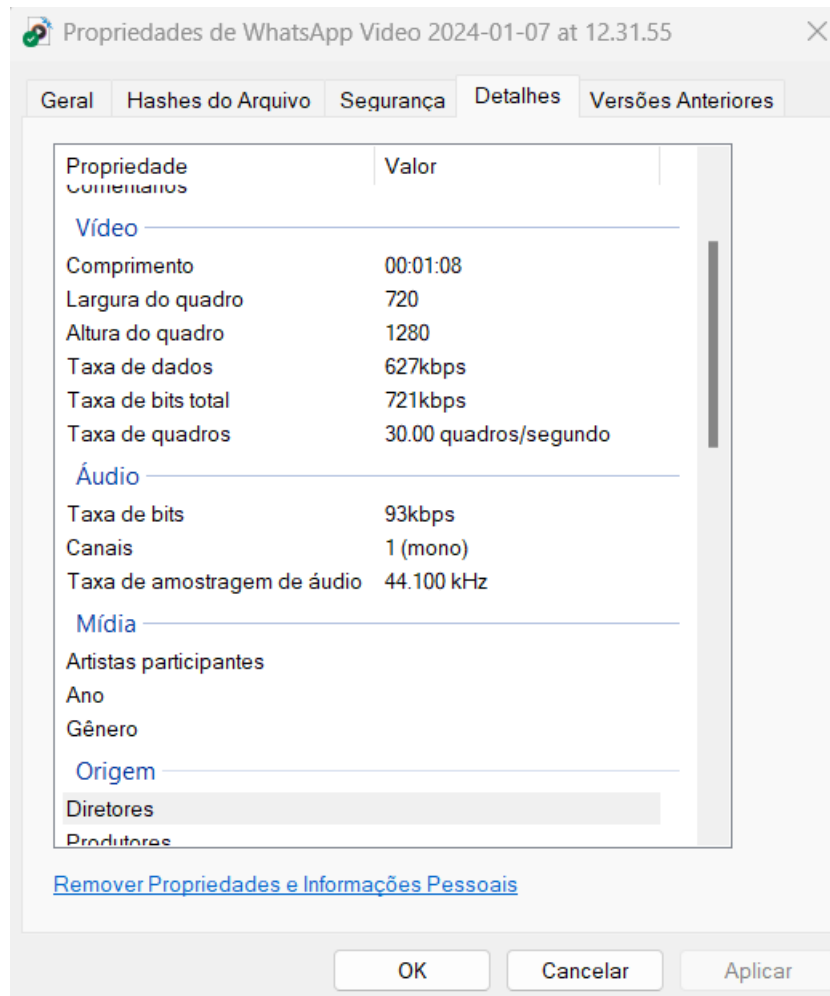 Propriedades de WhatsApp Video 2024-01-07 at 12.31.55
Geral Hashes do Arquivo Segurança Detalhes Versões Anteriores
Propriedade Valor
Comentários
Vídeo
Comprimento 00:01:08
Largura do quadro 720
Altura do quadro 1280
Taxa de dados 627kbps
Taxa de bits total 721kbps
Taxa de quadros 30.00 quadros/segundo
Áudio
Taxa de bits 93kbps
Canais 1 (mono)
Taxa de amostragem de áudio 44.100 kHz
Mídia
Artistas participantes
Ano
Gênero
Origem
Diretores
Produtores
Remover Propriedades e Informações Pessoais
OK Cancelar Aplicar